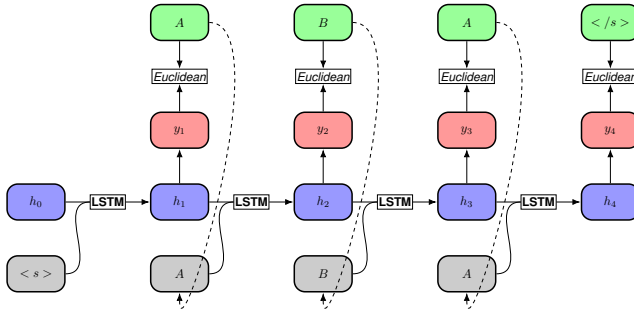 A B A </s>
Euclidean Euclidean Euclidean Euclidean
y₁ y₂ y₃ y₄
h₀ LSTM h₁ LSTM h₂ LSTM h₃ LSTM h₄
<s> A B A